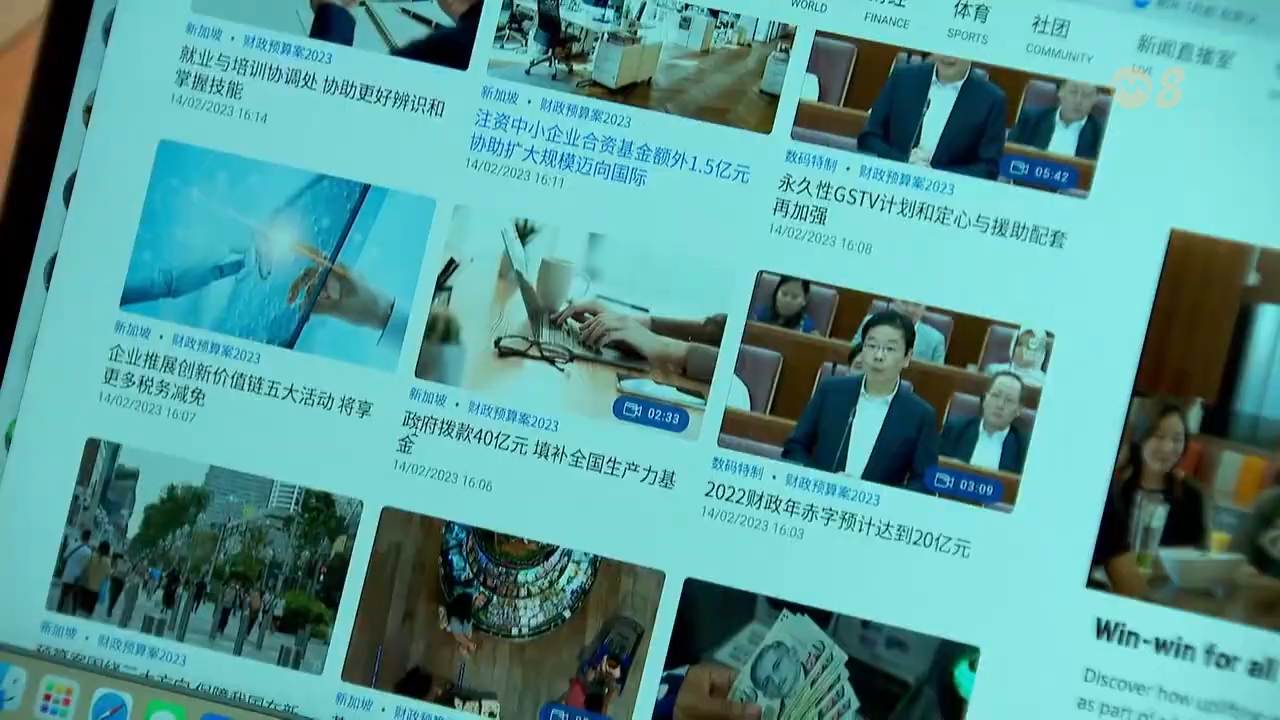 WORLD
FINANCE
体育
SPORTS
社团
COMMUNITY
新闻直播室
LIVE
8
新加坡 · 财政预算案2023
就业与培训协调处 协助更好辨识和
掌握技能
14/02/2023 16:14
新加坡 · 财政预算案2023
注资中小企业合资基金额外1.5亿元
协助扩大规模迈向国际
14/02/2023 16:11
05:42
数码特制 · 财政预算案2023
永久性GSTV计划和定心与援助配套
再加强
14/02/2023 16:08
新加坡 · 财政预算案2023
企业推展创新价值链五大活动 将享
更多税务减免
14/02/2023 16:07
02:33
新加坡 · 财政预算案2023
政府拨款40亿元 填补全国生产力基
金
14/02/2023 16:06
03:09
数码特制 · 财政预算案2023
2022财政年赤字预计达到20亿元
14/02/2023 16:03
新加坡 · 财政预算案2023
新加坡 · 财政预算案2023
Win-win for all
Discover how uplifting
as part of